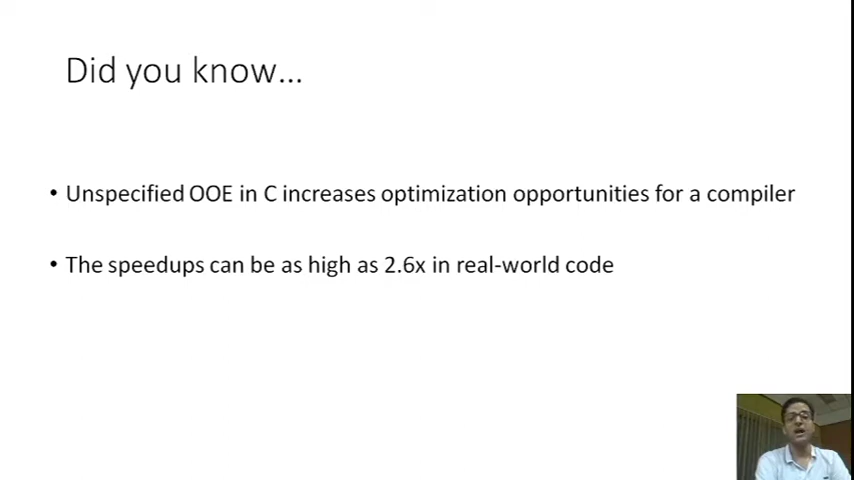 Did you know...
• Unspecified OOE in C increases optimization opportunities for a compiler
• The speedups can be as high as 2.6x in real-world code